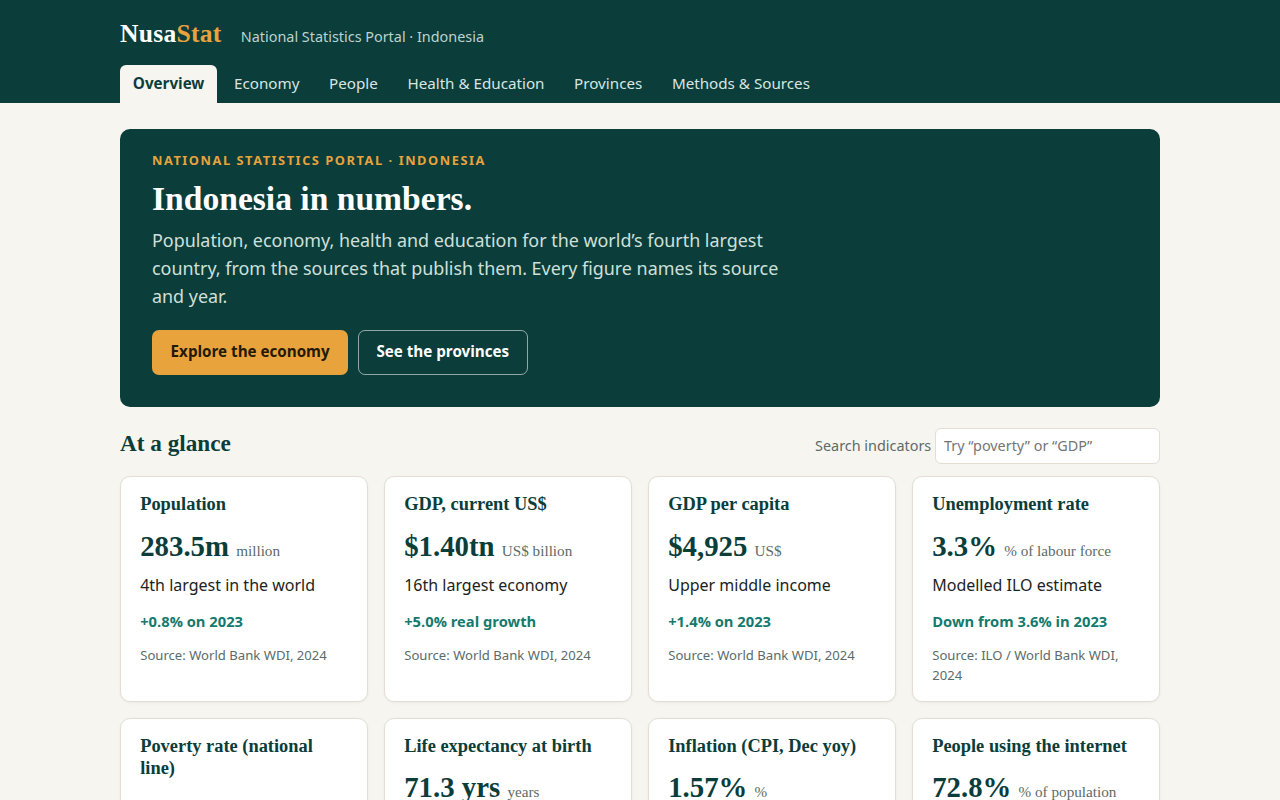 NusaStat National Statistics Portal · Indonesia
Overview Economy People Health & Education Provinces Methods & Sources
NATIONAL STATISTICS PORTAL · INDONESIA
Indonesia in numbers.
Population, economy, health and education for the world’s fourth largest
country, from the sources that publish them. Every figure names its source
and year.
Explore the economy See the provinces
At a glance
Search indicators Try “poverty” or “GDP”
Population
283.5m million
4th largest in the world
+0.8% on 2023
Source: World Bank WDI, 2024
GDP, current US$
$1.40tn US$ billion
16th largest economy
+5.0% real growth
Source: World Bank WDI, 2024
GDP per capita
$4,925 US$
Upper middle income
+1.4% on 2023
Source: World Bank WDI, 2024
Unemployment rate
3.3% % of labour force
Modelled ILO estimate
Down from 3.6% in 2023
Source: ILO / World Bank WDI,
2024
Poverty rate (national
line)
Life expectancy at birth
71.3 yrs years
Inflation (CPI, Dec yoy)
1.57% %
People using the internet
72.8% % of population